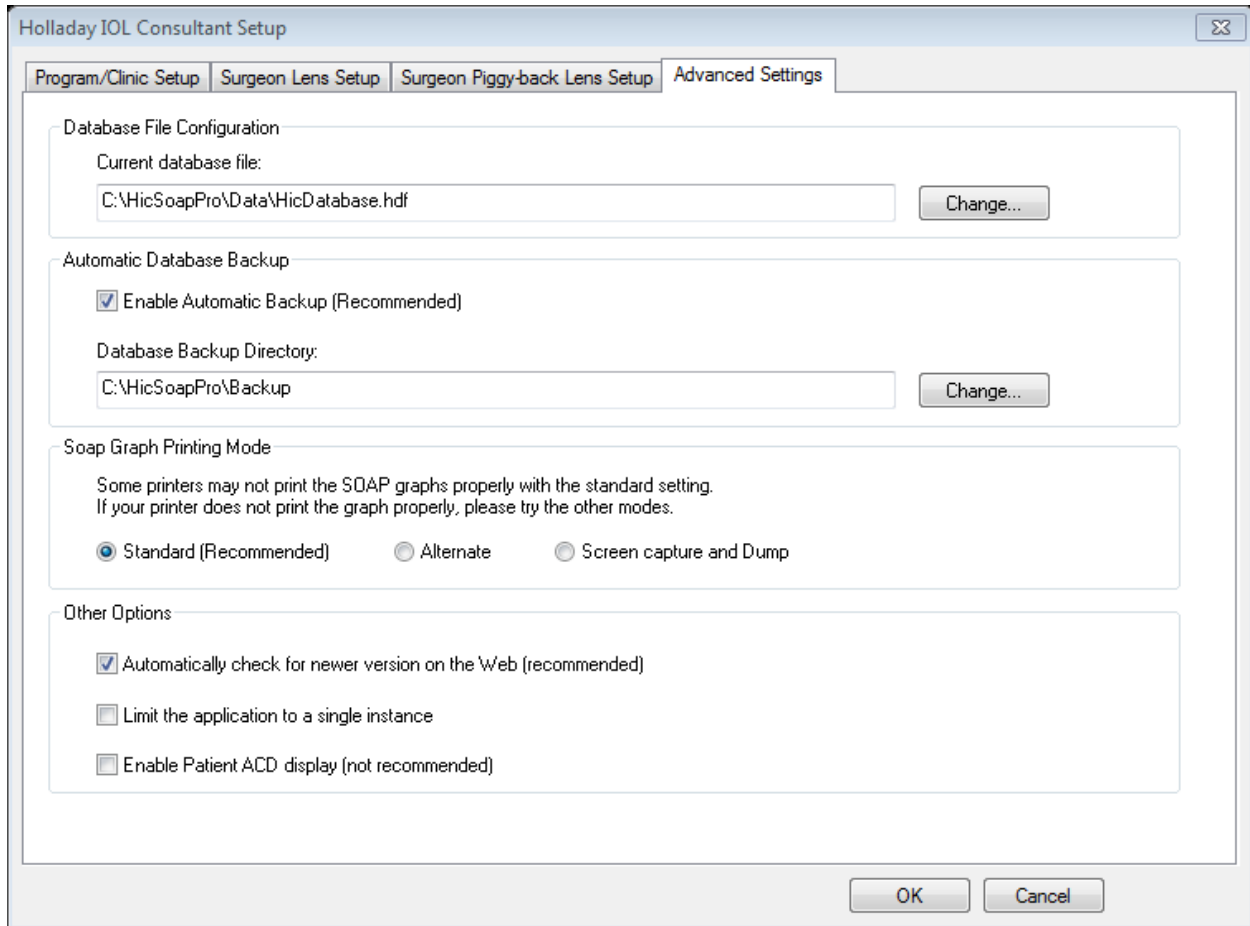 Holladay IOL Consultant Setup
Program/Clinic Setup
Surgeon Lens Setup
Surgeon Piggy-back Lens Setup
Advanced Settings
Database File Configuration
Current database file:
C:\HicSoapPro\Data\HicDatabase.hdf
Change...
Automatic Database Backup
Enable Automatic Backup (Recommended)
Database Backup Directory:
C:\HicSoapPro\Backup
Change...
Soap Graph Printing Mode
Some printers may not print the SOAP graphs properly with the standard setting.
If your printer does not print the graph properly, please try the other modes.
Standard (Recommended)
Alternate
Screen capture and Dump
Other Options
Automatically check for newer version on the Web (recommended)
Limit the application to a single instance
Enable Patient ACD display (not recommended)
OK
Cancel